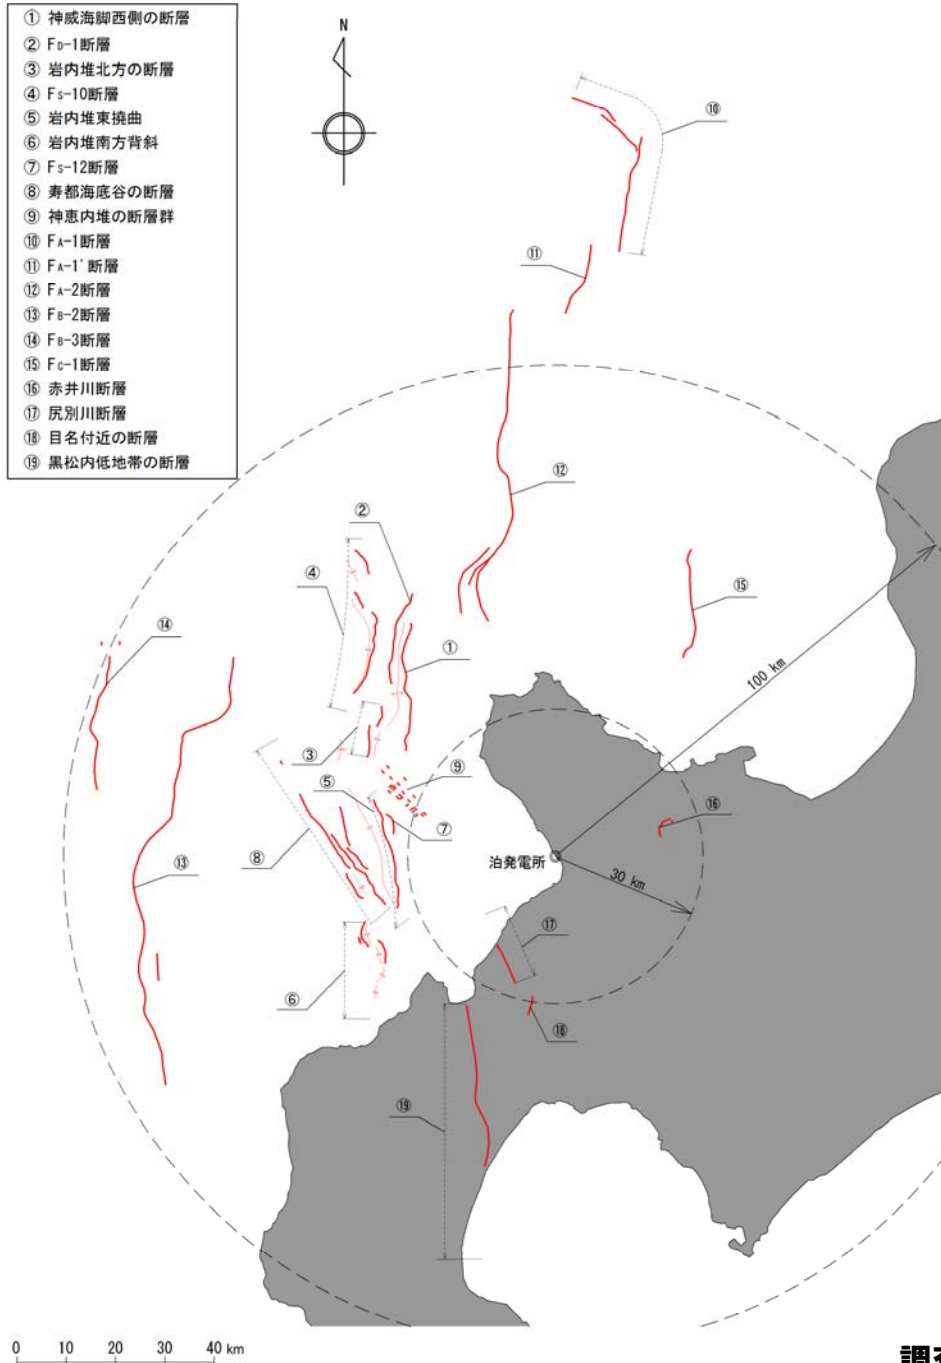 ① 神威海脚西側の断層
② FD-1断層
③ 岩内堆北方の断層
④ FS-10断層
⑤ 岩内堆東撓曲
⑥ 岩内堆南方背斜
⑦ FS-12断層
⑧ 寿都海底谷の断層
⑨ 神恵内堆の断層群
⑩ FA-1断層
⑪ FA-1'断層
⑫ FA-2断層
⑬ FB-2断層
⑭ FB-3断層
⑮ FC-1断層
⑯ 赤井川断層
⑰ 尻別川断層
⑱ 目名付近の断層
⑲ 黒松内低地帯の断層
N
⑩
⑪
⑫
②
④
⑮
⑭
①
100 km
③
⑨
⑤
⑯
⑦
⑧
⑬
泊発電所
30 km
⑰
⑥
⑱
⑲
0 10 20 30 40 km